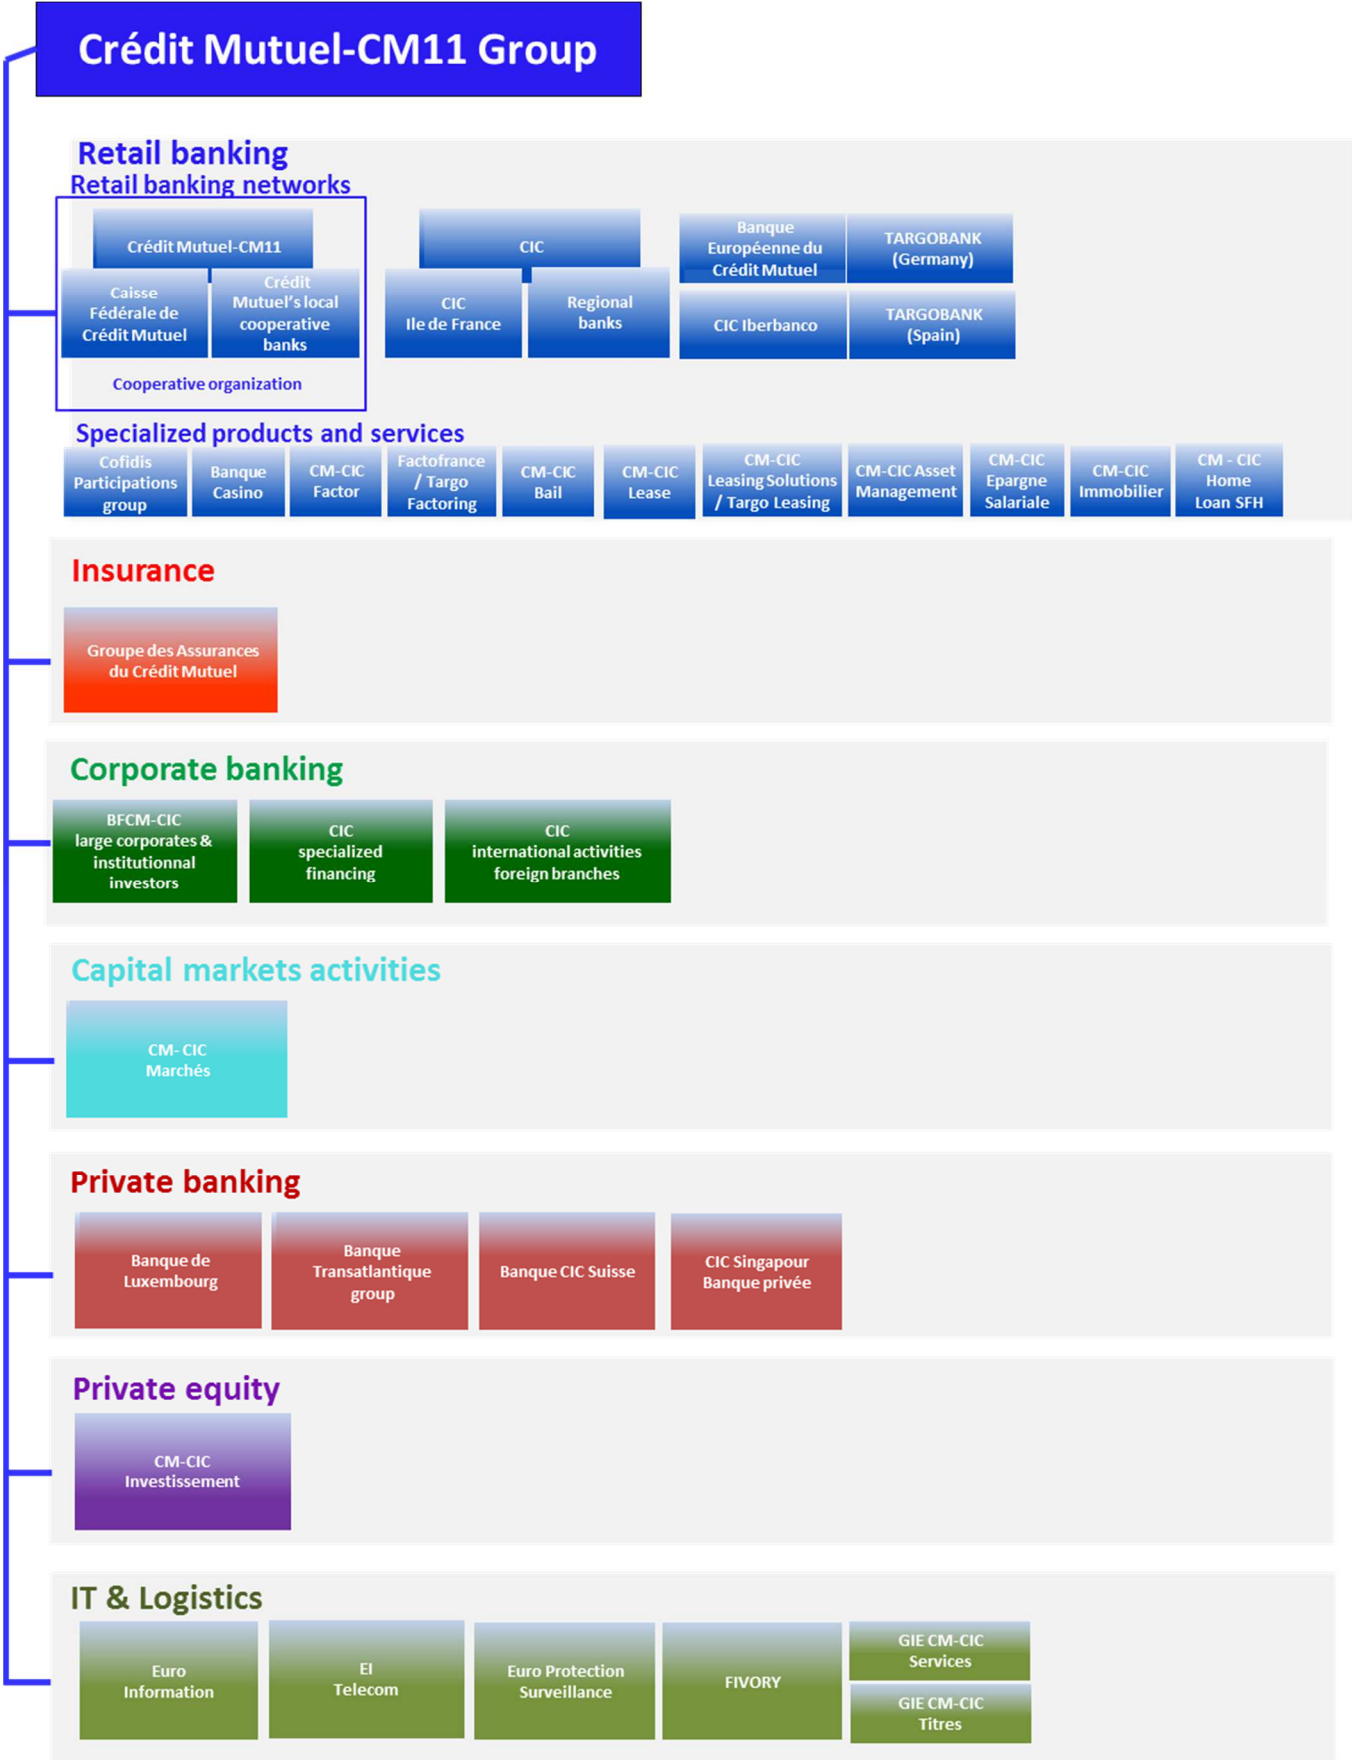 Crédit Mutuel-CM11 Group
Retail banking
Retail banking networks
Crédit Mutuel-CM11
Caisse
Fédérale de
Crédit Mutuel
Crédit
Mutuel's local
cooperative
banks
Cooperative organization
CIC
CIC
Ile de France
Regional
banks
Banque
Européenne du
Crédit Mutuel
TARGOBANK
(Germany)
CIC Iberbanco
TARGOBANK
(Spain)
Specialized products and services
Cofidis
Participations
group
Banque
Casino
CM-CIC
Factor
Factofrance
/ Targo
Factoring
CM-CIC
Bail
CM-CIC
Lease
CM-CIC
Leasing Solutions
/ Targo Leasing
CM-CIC Asset
Management
CM-CIC
Epargne
Salariale
CM-CIC
Immobilier
CM - CIC
Home
Loan SFH
Insurance
Groupe des Assurances
du Crédit Mutuel
Corporate banking
BFCM-CIC
large corporates &
institutionnal
investors
CIC
specialized
financing
CIC
international activities
foreign branches
Capital markets activities
CM- CIC
Marchés
Private banking
Banque de
Luxembourg
Banque
Transatlantique
group
Banque CIC Suisse
CIC Singapour
Banque privée
Private equity
CM-CIC
Investissement
IT & Logistics
Euro
Information
EI
Telecom
Euro Protection
Surveillance
FIVORY
GIE CM-CIC
Services
GIE CM-CIC
Titres